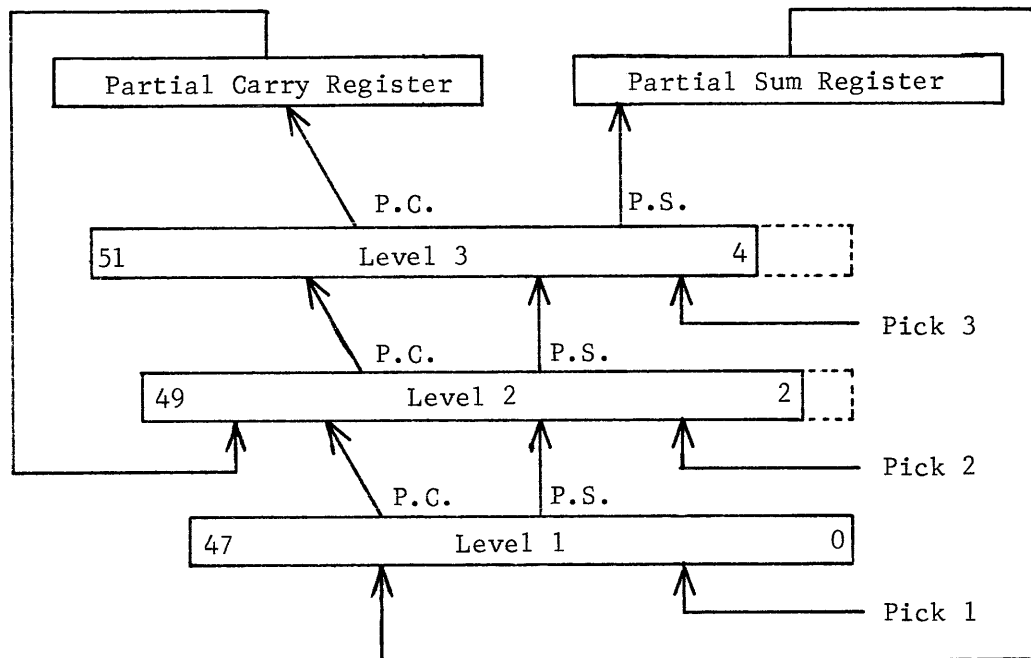 Partial Carry Register
Partial Sum Register
P.C.
P.S.
51 Level 3 4
Pick 3
P.C.
P.S.
49 Level 2 2
Pick 2
P.C.
P.S.
47 Level 1 0
Pick 1